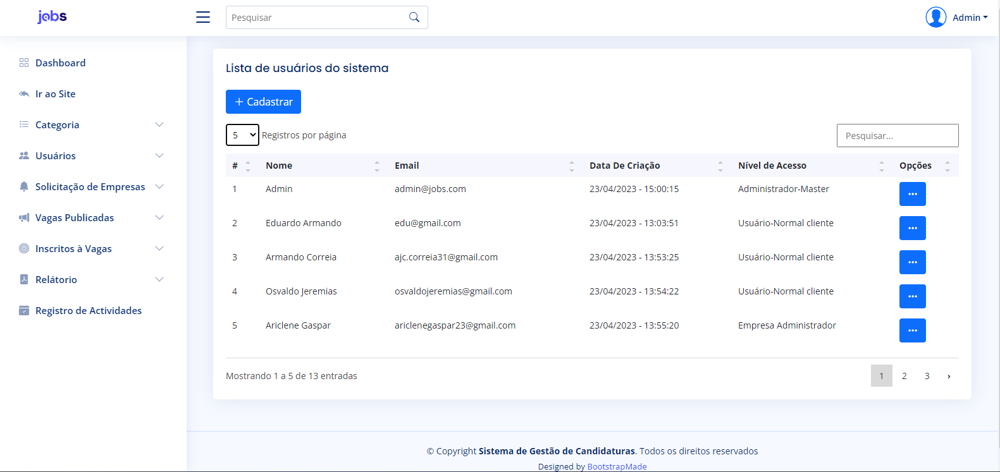 jobs
Pesquisar
Admin
Dashboard
Ir ao Site
Categoria
Usuários
Solicitação de Empresas
Vagas Publicadas
Inscritos à Vagas
Relátorio
Registro de Actividades
Lista de usuários do sistema
+ Cadastrar
5 Registros por página
Pesquisar...
# Nome Email Data De Criação Nível de Acesso Opções
1 Admin admin@jobs.com 23/04/2023 - 15:00:15 Administrador-Master ...
2 Eduardo Armando edu@gmail.com 23/04/2023 - 13:03:51 Usuário-Normal cliente ...
3 Armando Correia ajc.correia31@gmail.com 23/04/2023 - 13:53:25 Usuário-Normal cliente ...
4 Osvaldo Jeremias osvaldojeremias@gmail.com 23/04/2023 - 13:54:22 Usuário-Normal cliente ...
5 Ariclene Gaspar ariclenegaspar23@gmail.com 23/04/2023 - 13:55:20 Empresa Administrador ...
Mostrando 1 a 5 de 13 entradas
1 2 3 ›
© Copyright Sistema de Gestão de Candidaturas. Todos os direitos reservados
Designed by BootstrapMade